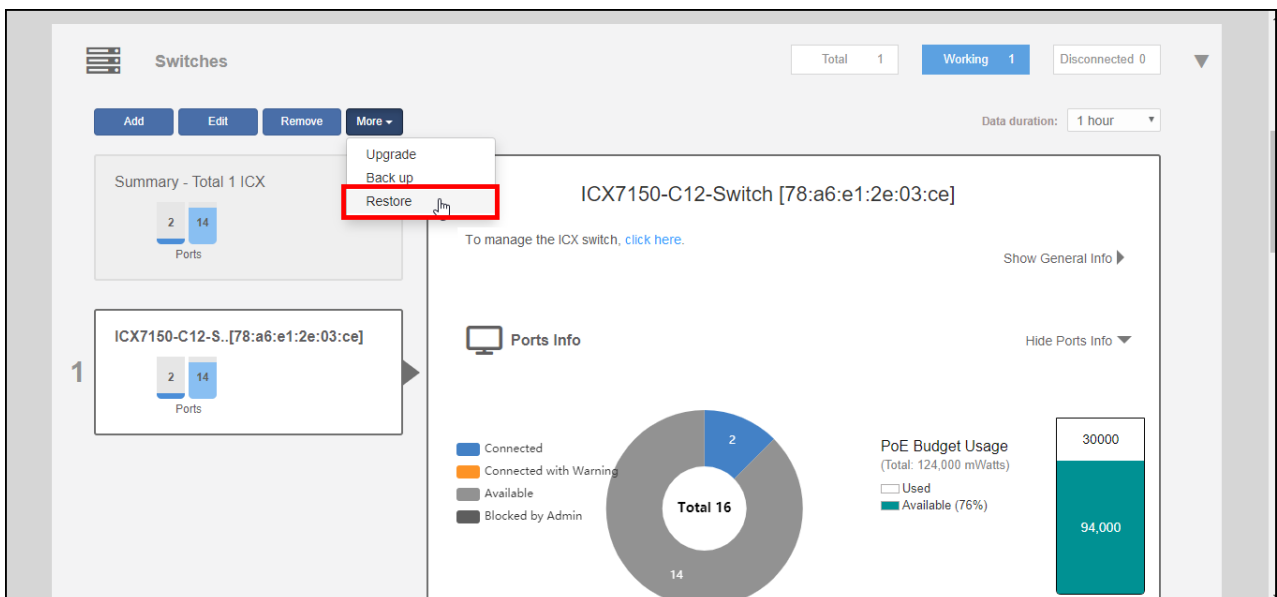 Switches
Total 1
Working 1
Disconnected 0
Add
Edit
Remove
More
Data duration:
1 hour
Upgrade
Back up
Restore
Summary - Total 1 ICX
2
14
Ports
1
ICX7150-C12-S..[78:a6:e1:2e:03:ce]
2
14
Ports
ICX7150-C12-Switch [78:a6:e1:2e:03:ce]
To manage the ICX switch, click here.
Show General Info
Ports Info
Hide Ports Info
Connected
Connected with Warning
Available
Blocked by Admin
2
Total 16
14
PoE Budget Usage
(Total: 124,000 mWatts)
Used
Available (76%)
30000
94,000